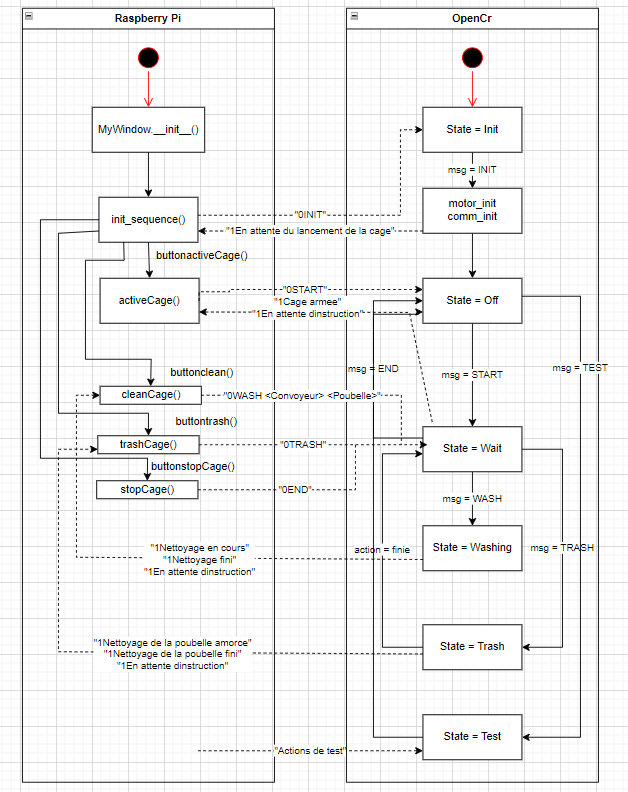 Raspberry Pi
OpenCr
MyWindow.__init__()
State = Init
msg = INIT
init_sequence()
"0INIT"
motor_init
comm_init
"1En attente du lancement de la cage"
buttonactiveCage()
activeCage()
"0START"
"1Cage armee"
"1En attente dinstruction"
State = Off
buttonclean()
msg = END
msg = START
msg = TEST
cleanCage()
"0WASH <Convoyeur> <Poubelle>"
buttontrash()
trashCage()
"0TRASH"
State = Wait
buttonstopCage()
stopCage()
"0END"
msg = WASH
"1Nettoyage en cours"
"1Nettoyage fini"
"1En attente dinstruction"
action = finie
State = Washing
msg = TRASH
"1Nettoyage de la poubelle amorce"
"1Nettoyage de la poubelle fini"
"1En attente dinstruction"
State = Trash
State = Test
"Actions de test"